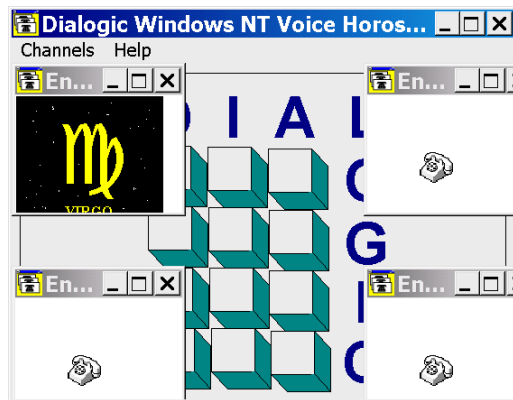 Dialogic Windows NT Voice Horos...
Channels Help
En...
En...
VIRGO
D I A L
O
G
I
C
En...
En...